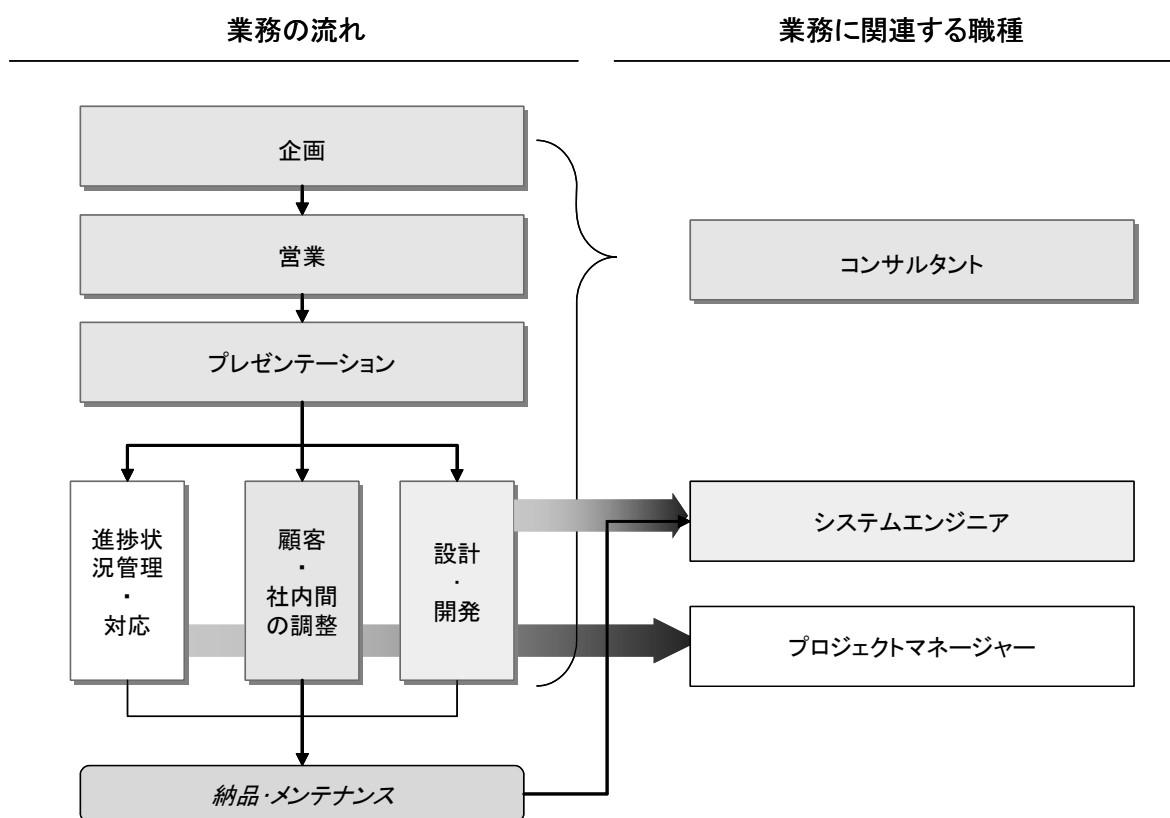 業務の流れ
業務に関連する職種
企画
営業
プレゼンテーション
コンサルタント
進捗状
況管理
・
対応
顧客
・
社内間
の調整
設計
・
開発
システムエンジニア
プロジェクトマネージャー
納品・メンテナンス